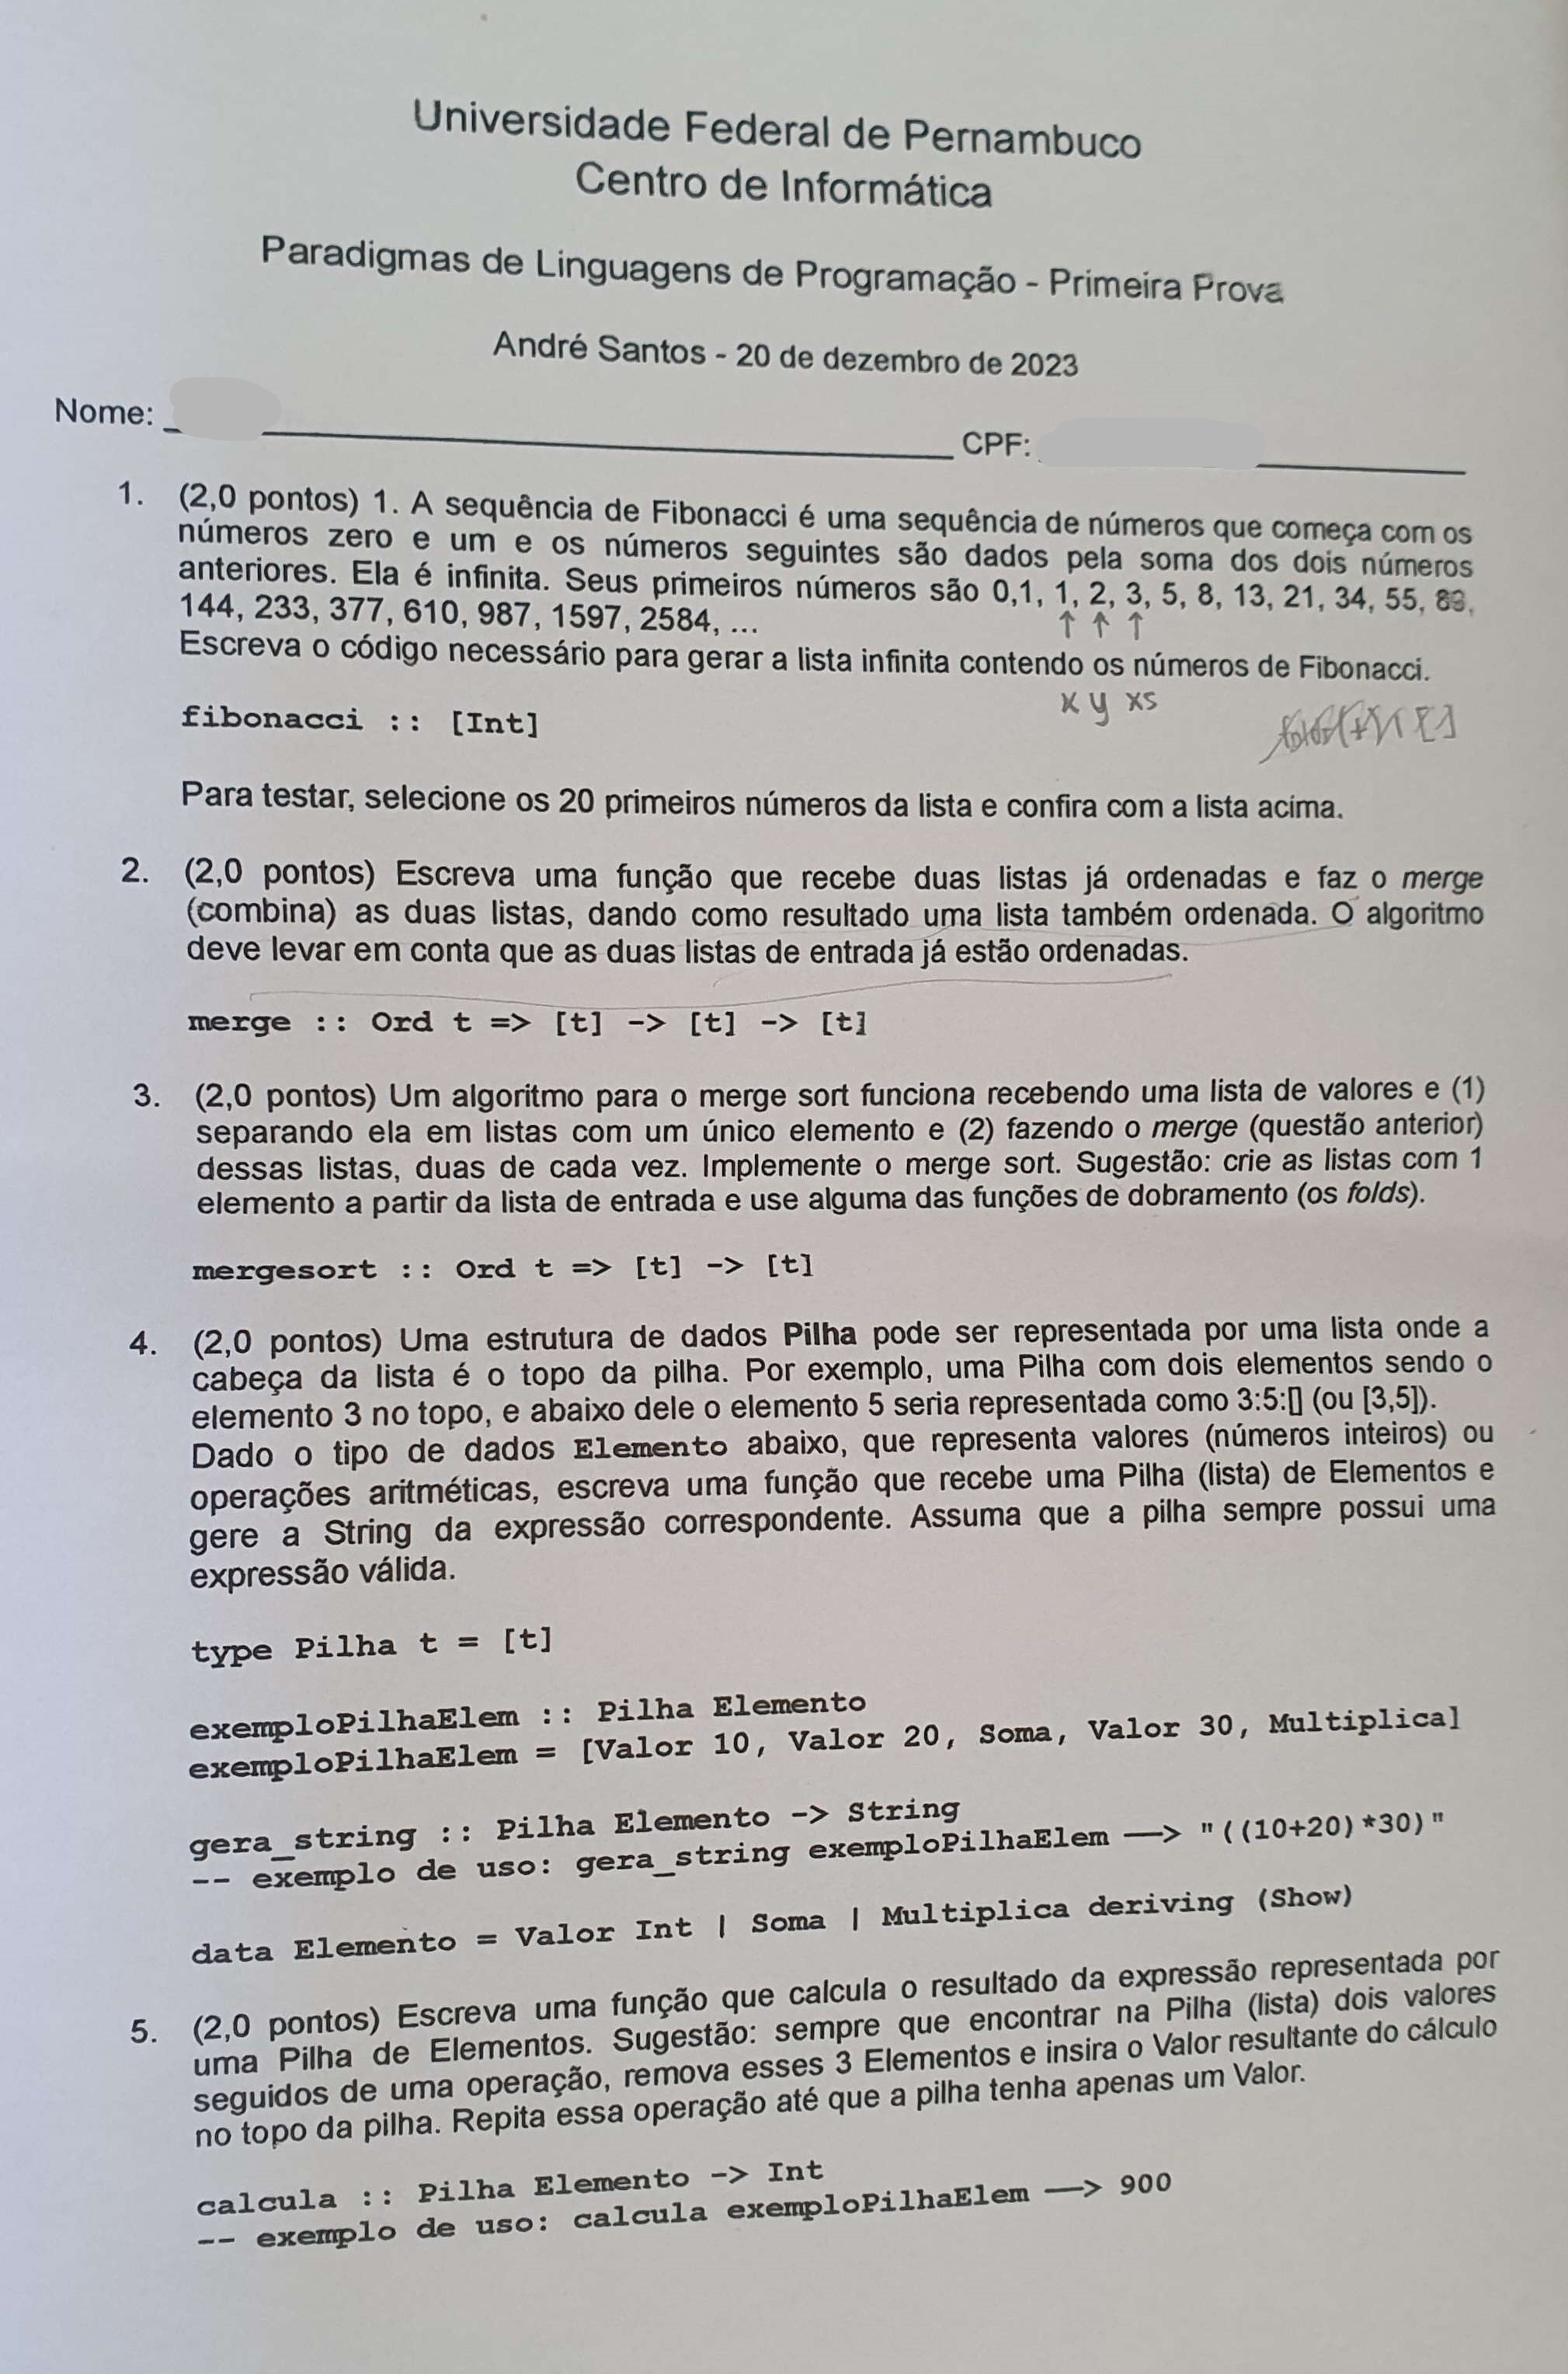 Universidade Federal de Pernambuco
Centro de Informática
Paradigmas de Linguagens de Programação - Primeira Prova
André Santos - 20 de dezembro de 2023
Nome: CPF:
1. (2,0 pontos) 1. A sequência de Fibonacci é uma sequência de números que começa com os
números zero e um e os números seguintes são dados pela soma dos dois números
anteriores. Ela é infinita. Seus primeiros números são 0,1, 1, 2, 3, 5, 8, 13, 21, 34, 55, 89,
144, 233, 377, 610, 987, 1597, 2584, ...
↑ ↑ ↑
Escreva o código necessário para gerar a lista infinita contendo os números de Fibonacci.
x y xs
fibonacci :: [Int]
Para testar, selecione os 20 primeiros números da lista e confira com a lista acima.
2. (2,0 pontos) Escreva uma função que recebe duas listas já ordenadas e faz o merge
(combina) as duas listas, dando como resultado uma lista também ordenada. O algoritmo
deve levar em conta que as duas listas de entrada já estão ordenadas.
merge :: Ord t => [t] -> [t] -> [t]
3. (2,0 pontos) Um algoritmo para o merge sort funciona recebendo uma lista de valores e (1)
separando ela em listas com um único elemento e (2) fazendo o merge (questão anterior)
dessas listas, duas de cada vez. Implemente o merge sort. Sugestão: crie as listas com 1
elemento a partir da lista de entrada e use alguma das funções de dobramento (os folds).
mergesort :: Ord t => [t] -> [t]
4. (2,0 pontos) Uma estrutura de dados Pilha pode ser representada por uma lista onde a
cabeça da lista é o topo da pilha. Por exemplo, uma Pilha com dois elementos sendo o
elemento 3 no topo, e abaixo dele o elemento 5 seria representada como 3:5:[] (ou [3,5]).
Dado o tipo de dados Elemento abaixo, que representa valores (números inteiros) ou
operações aritméticas, escreva uma função que recebe uma Pilha (lista) de Elementos e
gere a String da expressão correspondente. Assuma que a pilha sempre possui uma
expressão válida.
type Pilha t = [t]
exemploPilhaElem :: Pilha Elemento
exemploPilhaElem = [Valor 10, Valor 20, Soma, Valor 30, Multiplica]
gera_string :: Pilha Elemento -> String
-- exemplo de uso: gera_string exemploPilhaElem —> "((10+20)*30)"
data Elemento = Valor Int | Soma | Multiplica deriving (Show)
5. (2,0 pontos) Escreva uma função que calcula o resultado da expressão representada por
uma Pilha de Elementos. Sugestão: sempre que encontrar na Pilha (lista) dois valores
seguidos de uma operação, remova esses 3 Elementos e insira o Valor resultante do cálculo
no topo da pilha. Repita essa operação até que a pilha tenha apenas um Valor.
calcula :: Pilha Elemento -> Int
-- exemplo de uso: calcula exemploPilhaElem —> 900